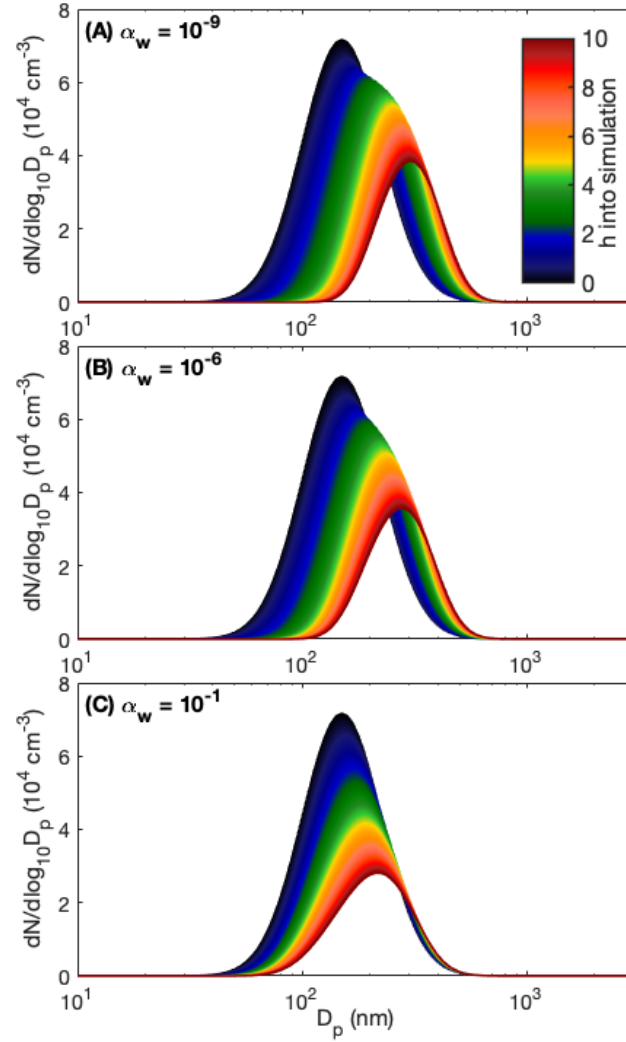 (A) αw = 10⁻⁹
dN/dlog₁₀Dp (10⁴ cm⁻³)
8
6
4
2
0
10¹ 10² 10³
10
8
6
4
2
0
h into simulation
(B) αw = 10⁻⁶
dN/dlog₁₀Dp (10⁴ cm⁻³)
8
6
4
2
0
10¹ 10² 10³
(C) αw = 10⁻¹
dN/dlog₁₀Dp (10⁴ cm⁻³)
8
6
4
2
0
10¹ 10² 10³
Dp (nm)